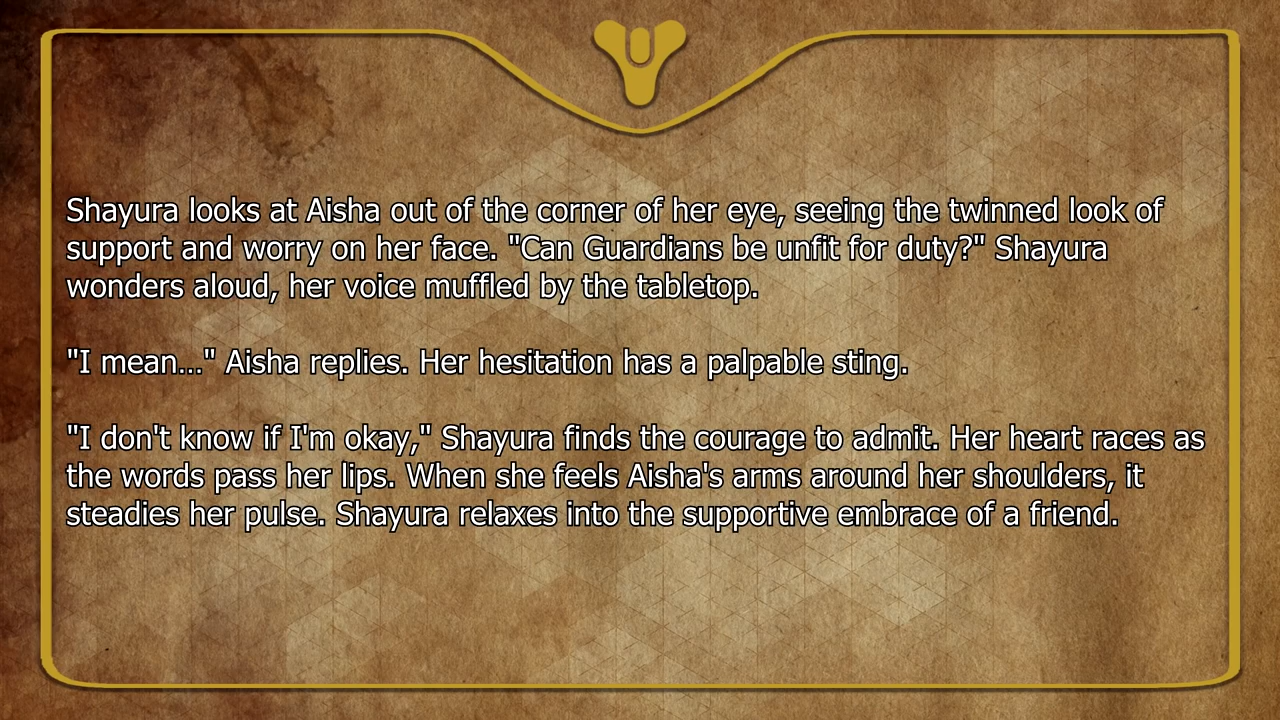 Shayura looks at Aisha out of the corner of her eye, seeing the twinned look of
support and worry on her face. "Can Guardians be unfit for duty?" Shayura
wonders aloud, her voice muffled by the tabletop.
"I mean..." Aisha replies. Her hesitation has a palpable sting.
"I don't know if I'm okay," Shayura finds the courage to admit. Her heart races as
the words pass her lips. When she feels Aisha's arms around her shoulders, it
steadies her pulse. Shayura relaxes into the supportive embrace of a friend.